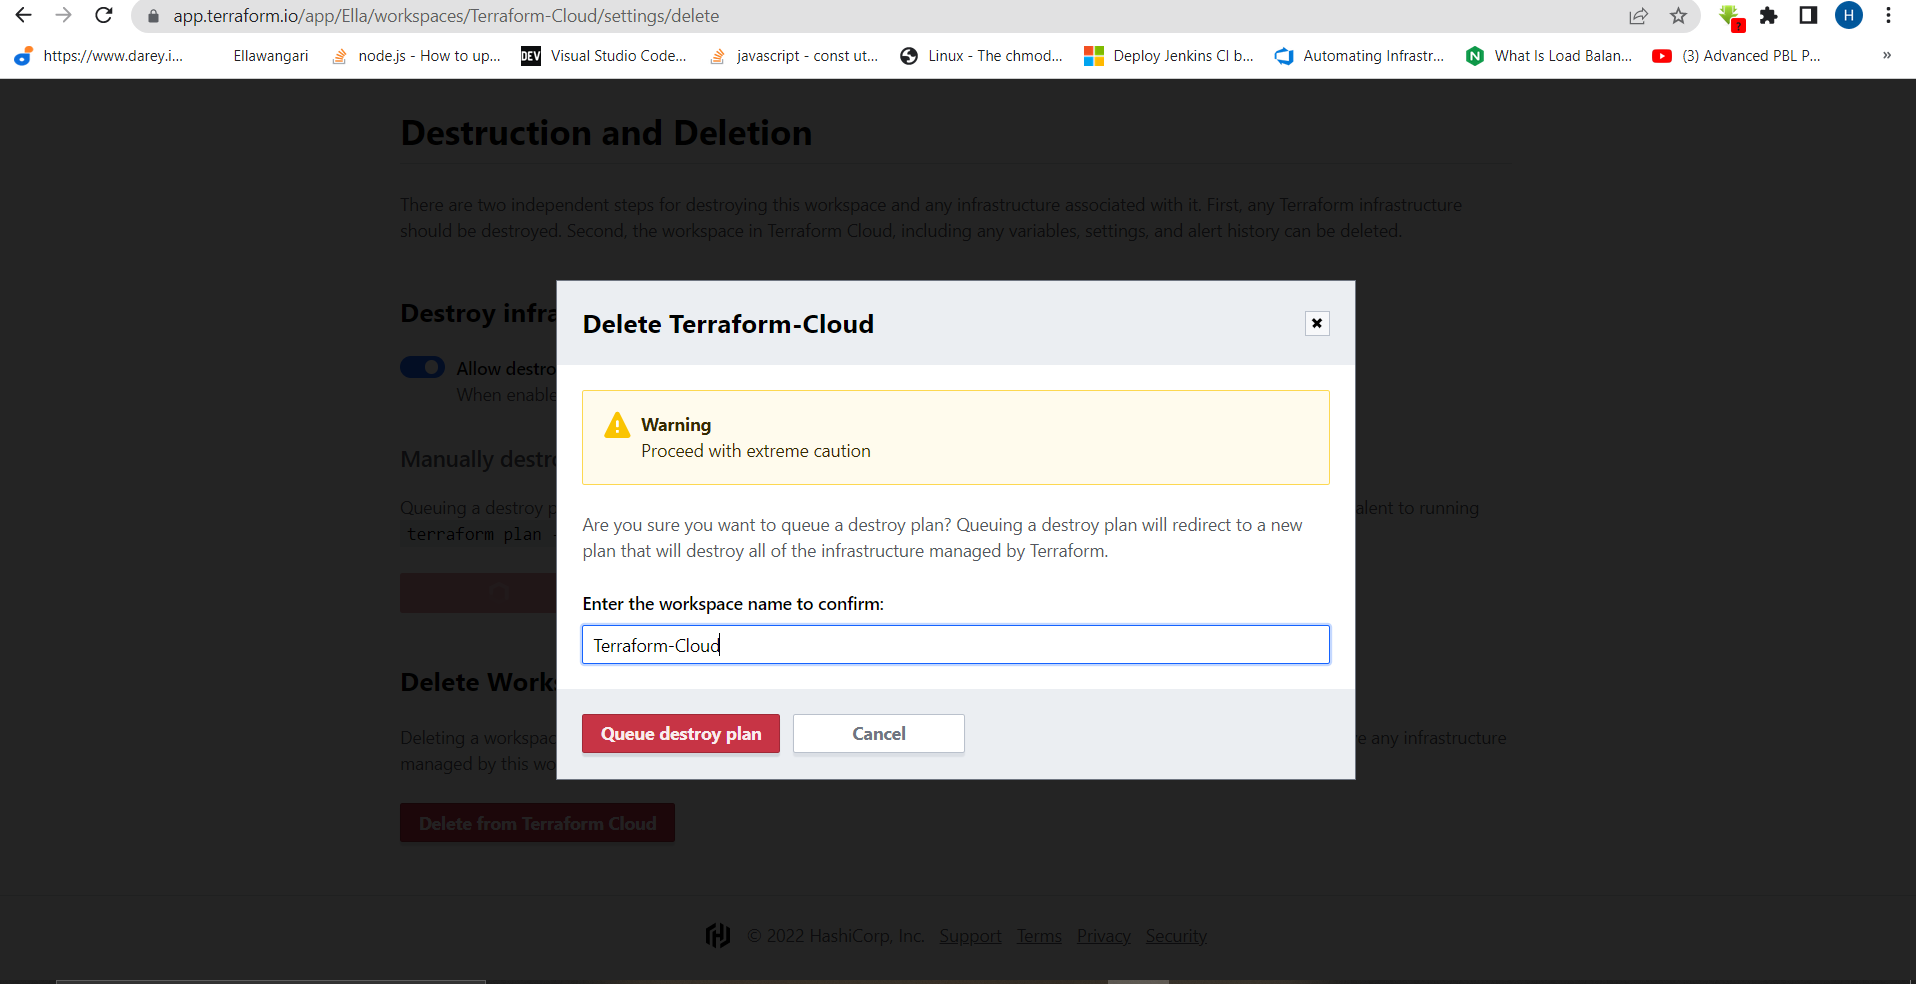 app.terraform.io/app/Ella/workspaces/Terraform-Cloud/settings/delete
H
https://www.darey.i...
Ellawangari
node.js - How to up...
DEV
Visual Studio Code...
javascript - const ut...
Linux - The chmod...
Deploy Jenkins CI b...
Automating Infrastr...
N
What Is Load Balan...
(3) Advanced PBL P...
»
Destruction and Deletion
There are two independent steps for destroying this workspace and any infrastructure associated with it. First, any Terraform infrastructure
should be destroyed. Second, the workspace in Terraform Cloud, including any variables, settings, and alert history can be deleted.
Destroy infra
Allow destro
When enable
Manually destr
Queuing a destroy p
alent to running
terraform plan -
Delete Works
Deleting a workspac
e any infrastructure
managed by this wo
Delete from Terraform Cloud
Delete Terraform-Cloud
Warning
Proceed with extreme caution
Are you sure you want to queue a destroy plan? Queuing a destroy plan will redirect to a new
plan that will destroy all of the infrastructure managed by Terraform.
Enter the workspace name to confirm:
Terraform-Cloud
Queue destroy plan
Cancel
© 2022 HashiCorp, Inc.
Support
Terms
Privacy
Security